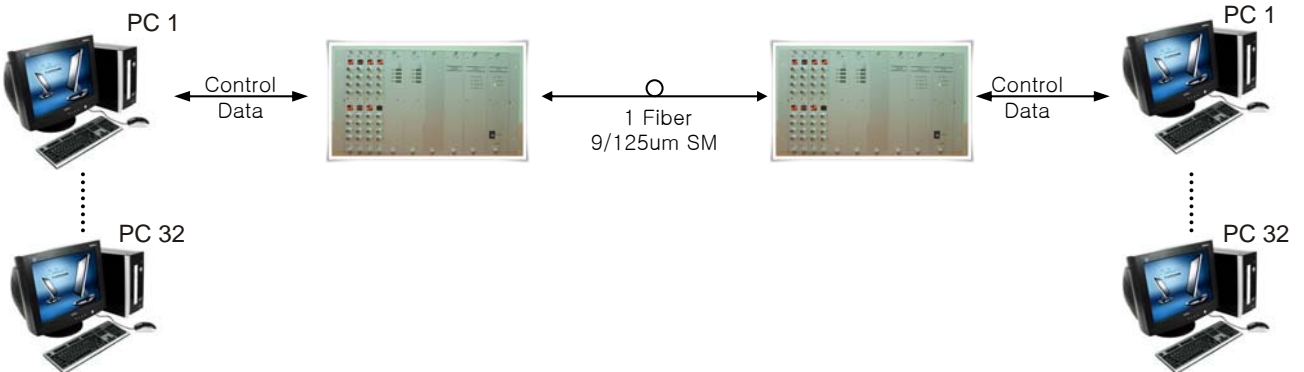 PC 1
PC 1
Control
Data
1 Fiber
9/125um SM
Control
Data
PC 32
PC 32